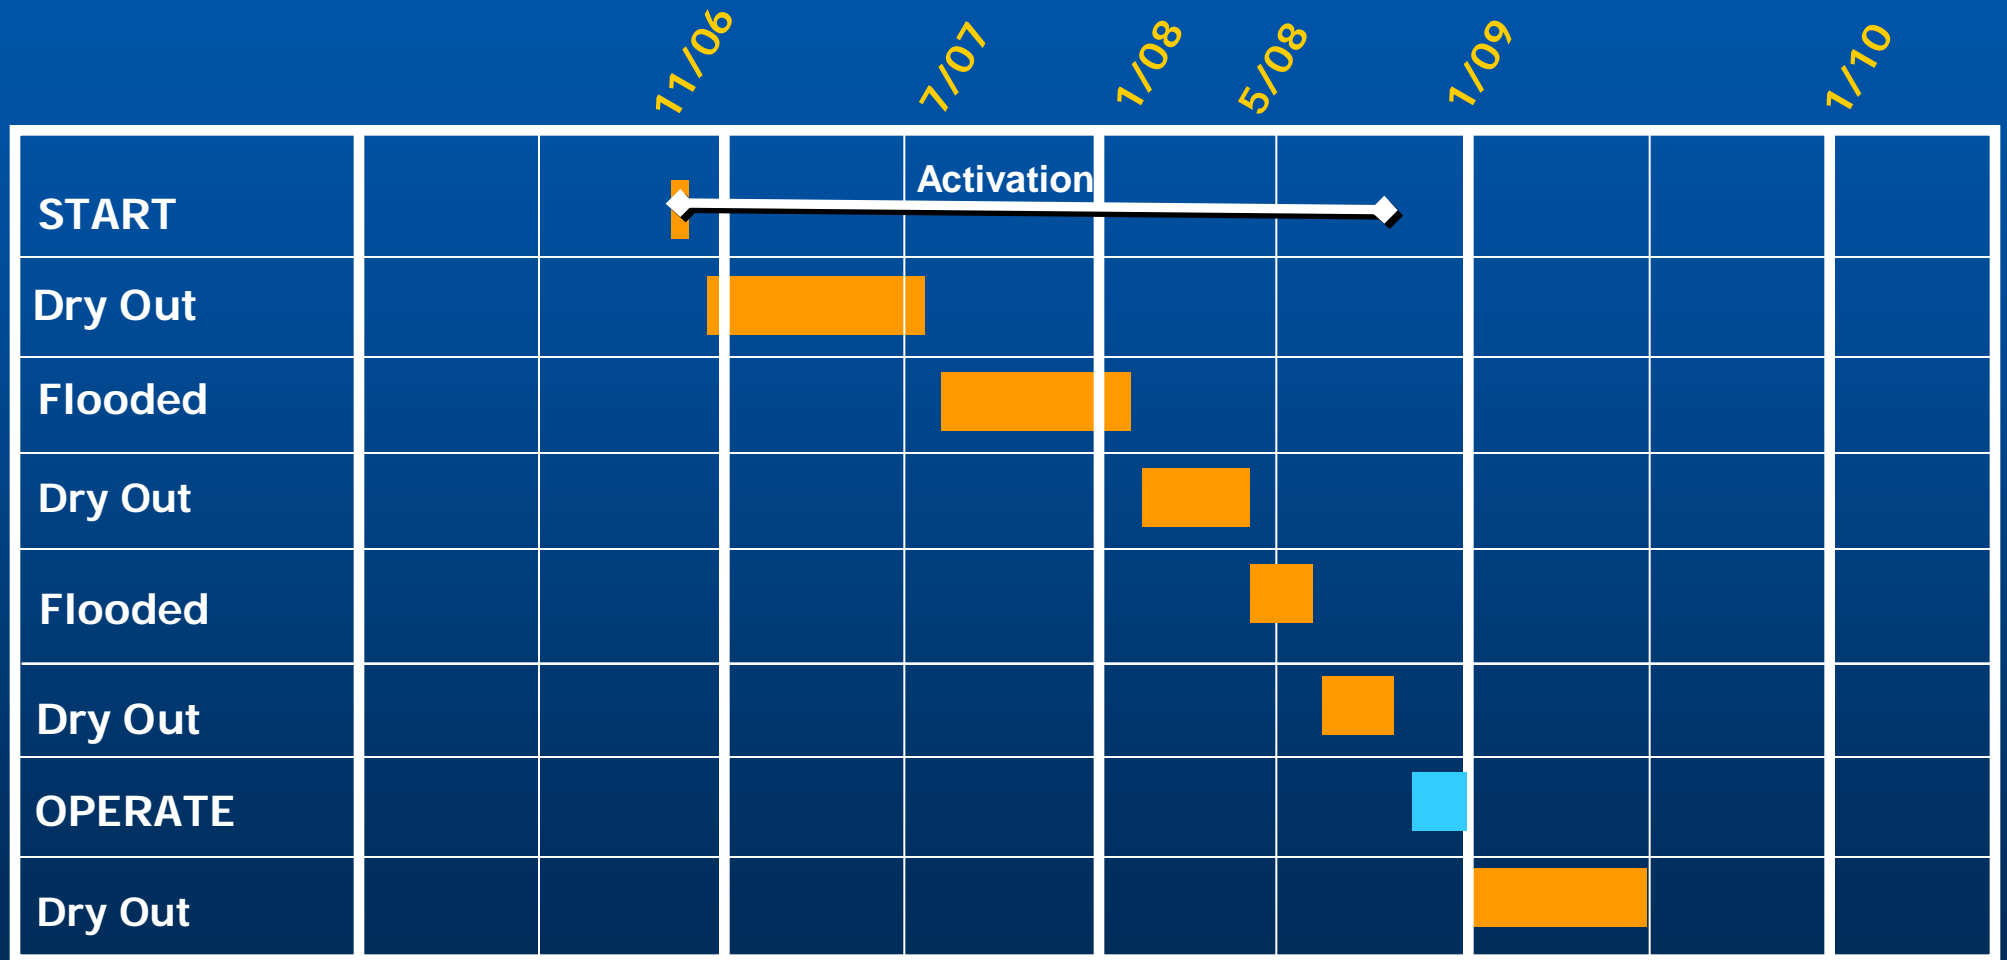 11/06 7/07 1/08 5/08 1/09 1/10
Activation
START
Dry Out
Flooded
Dry Out
Flooded
Dry Out
OPERATE
Dry Out